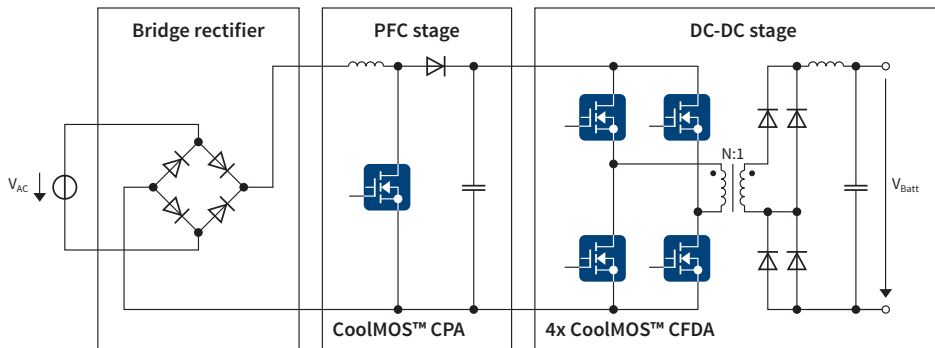 Bridge rectifier
PFC stage
DC-DC stage
N:1
VAC
VBatt
CoolMOS™ CPA
4x CoolMOS™ CFDA